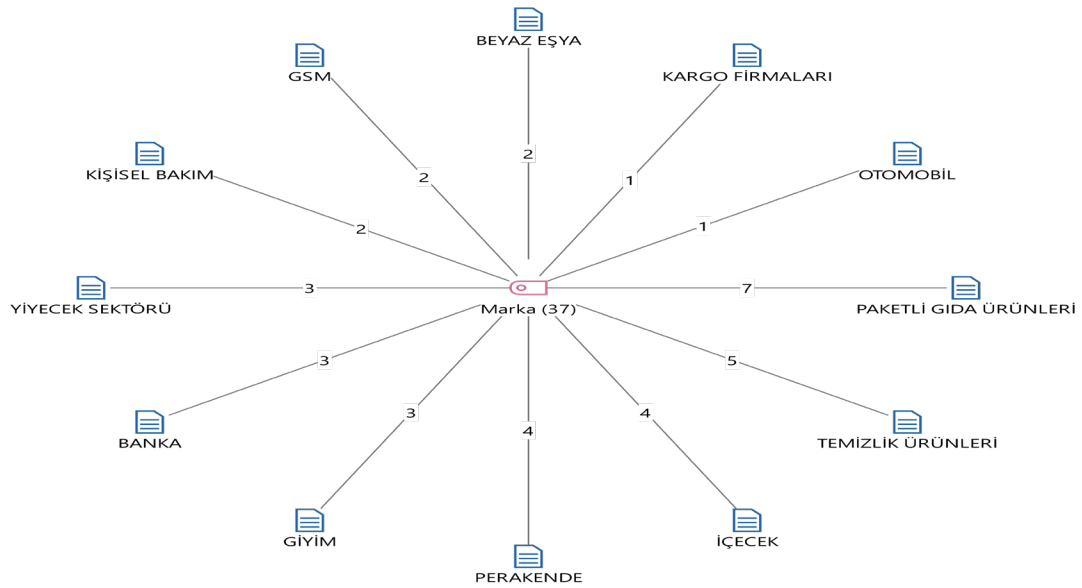 BEYAZ EŞYA
GSM
KARGO FİRMALARI
KİŞİSEL BAKIM
OTOMOBİL
2
2
1
2
1
YİYECEK SEKTÖRÜ
3
Marka (37)
7
PAKETLİ GIDA ÜRÜNLERİ
3
5
3
4
4
BANKA
TEMİZLİK ÜRÜNLERİ
GİYİM
İÇECEK
PERAKENDE